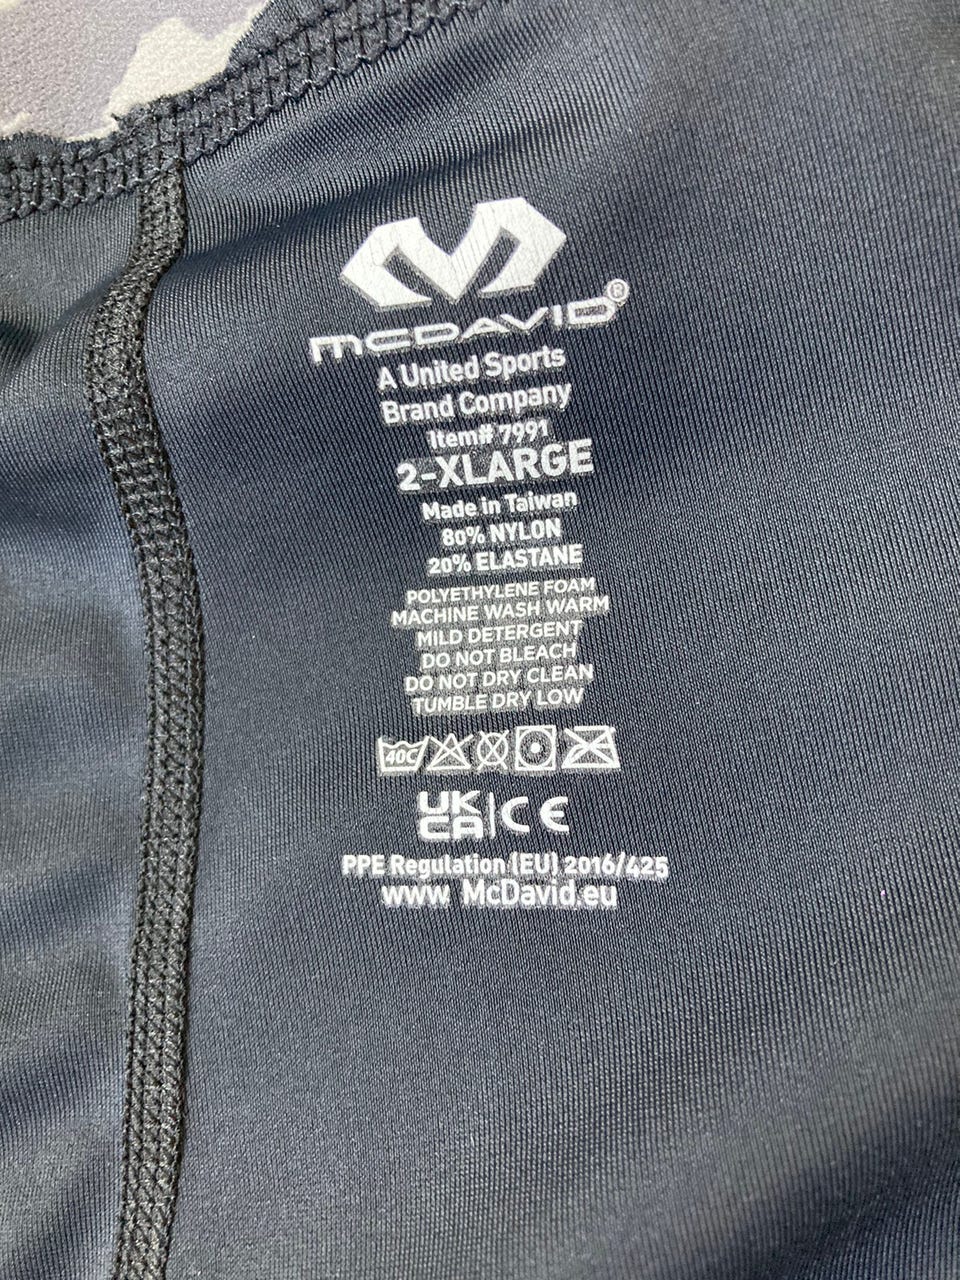 McDAVID®
A United Sports
Brand Company
Item# 7991
2-XLARGE
Made in Taiwan
80% NYLON
20% ELASTANE
POLYETHYLENE FOAM
MACHINE WASH WARM
MILD DETERGENT
DO NOT BLEACH
DO NOT DRY CLEAN
TUMBLE DRY LOW
40C
UK
CA CE
PPE Regulation (EU) 2016/425
www.McDavid.eu